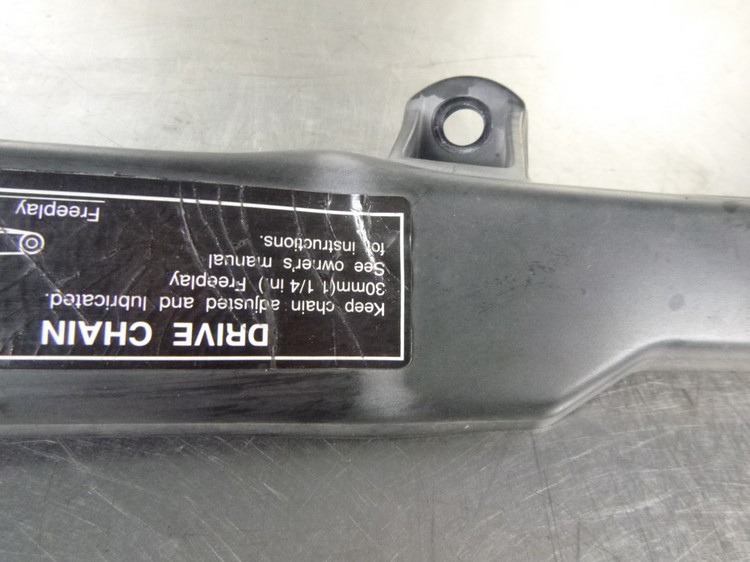 DRIVE CHAIN
Keep chain adjusted and lubricated.
30mm(1 1/4 in.) Freeplay
See owner's manual
for instructions.
Freeplay